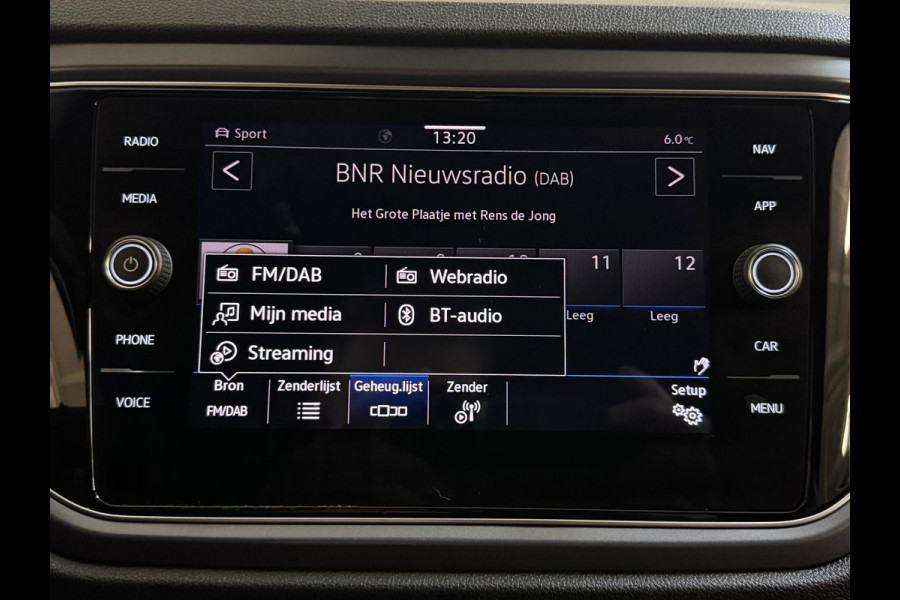 RADIO
MEDIA
PHONE
VOICE
Sport
13:20
6.0°C
<
BNR Nieuwsradio (DAB)
>
Het Grote Plaatje met Rens de Jong
11
12
Leeg
Leeg
FM/DAB
Webradio
Mijn media
BT-audio
Streaming
Bron
Zenderlijst
Geheug.lijst
Zender
Setup
FM/DAB
NAV
APP
CAR
MENU